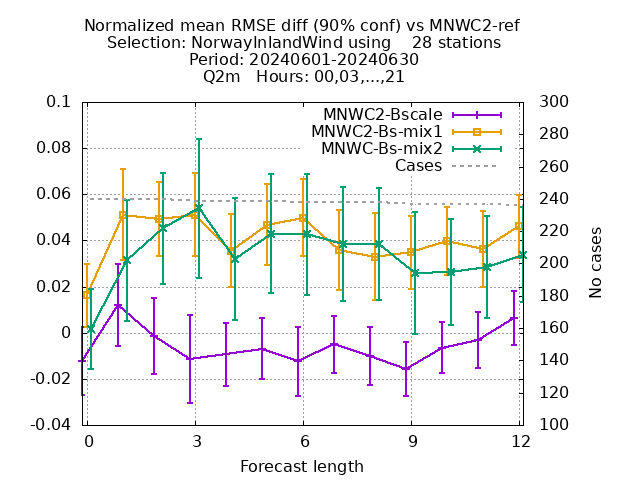 Normalized mean RMSE diff (90% conf) vs MNWC2-ref
Selection: NorwayInlandWind using    28 stations
Period: 20240601-20240630
Q2m   Hours: 00,03,...,21
MNWC2-Bscale
MNWC2-Bs-mix1
MNWC-Bs-mix2
Cases
0.1
0.08
0.06
0.04
0.02
0
-0.02
-0.04
300
280
260
240
220
200
180
160
140
120
100
No cases
0 3 6 9 12
Forecast length